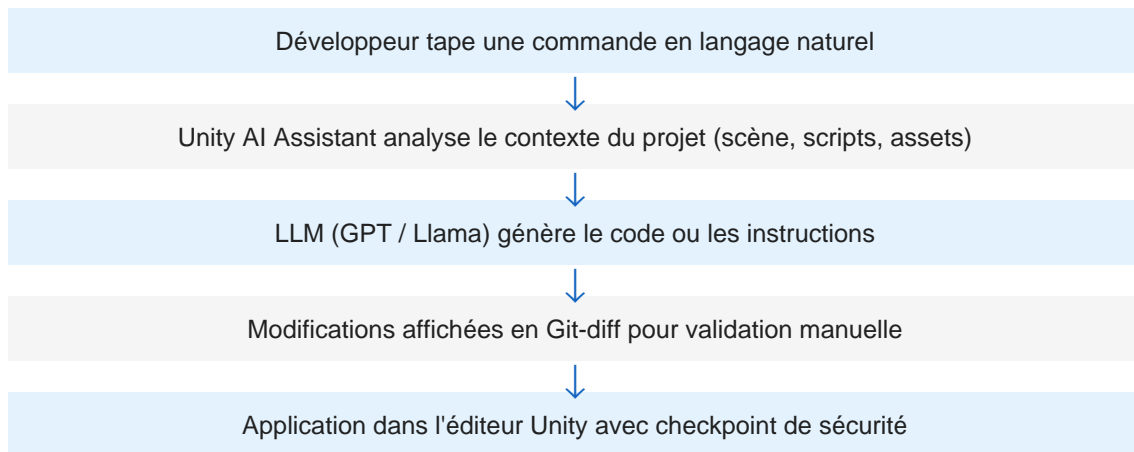 Développeur tape une commande en langage naturel
Unity AI Assistant analyse le contexte du projet (scène, scripts, assets)
LLM (GPT / Llama) génère le code ou les instructions
Modifications affichées en Git-diff pour validation manuelle
Application dans l'éditeur Unity avec checkpoint de sécurité